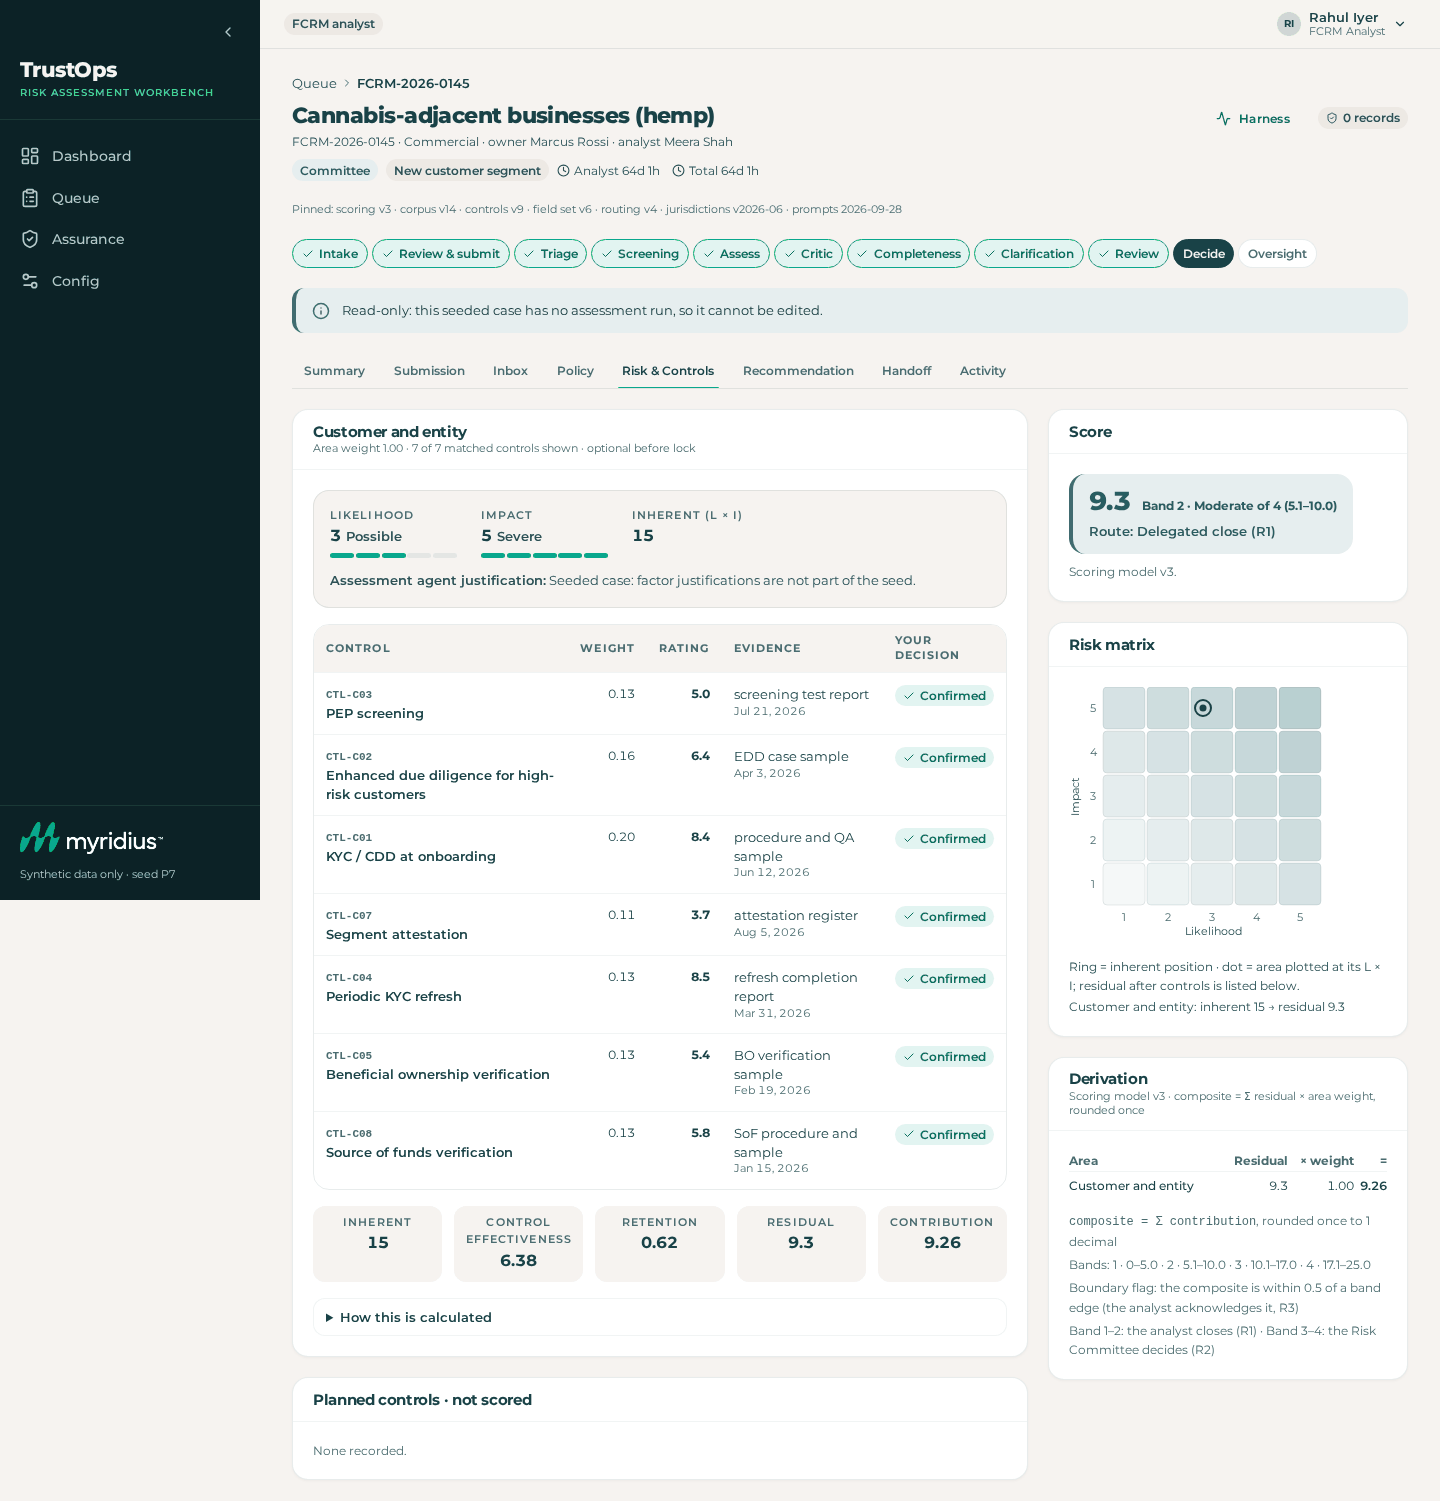 TrustOps
RISK ASSESSMENT WORKBENCH
Dashboard
Queue
Assurance
Config
myridius™
Synthetic data only · seed P7
FCRM analyst
RI
Rahul Iyer
FCRM Analyst
Queue > FCRM-2026-0145
Cannabis-adjacent businesses (hemp)
Harness
0 records
FCRM-2026-0145 · Commercial · owner Marcus Rossi · analyst Meera Shah
Committee
New customer segment
Analyst 64d 1h
Total 64d 1h
Pinned: scoring v3 · corpus v14 · controls v9 · field set v6 · routing v4 · jurisdictions v2026-06 · prompts 2026-09-28
Intake
Review & submit
Triage
Screening
Assess
Critic
Completeness
Clarification
Review
Decide
Oversight
Read-only: this seeded case has no assessment run, so it cannot be edited.
Summary
Submission
Inbox
Policy
Risk & Controls
Recommendation
Handoff
Activity
Customer and entity
Area weight 1.00 · 7 of 7 matched controls shown · optional before lock
LIKELIHOOD
3 Possible
IMPACT
5 Severe
INHERENT (L × I)
15
Assessment agent justification: Seeded case: factor justifications are not part of the seed.
CONTROL
WEIGHT
RATING
EVIDENCE
YOUR
DECISION
CTL-C03
PEP screening
0.13
5.0
screening test report
Jul 21, 2026
Confirmed
CTL-C02
Enhanced due diligence for high-
risk customers
0.16
6.4
EDD case sample
Apr 3, 2026
Confirmed
CTL-C01
KYC / CDD at onboarding
0.20
8.4
procedure and QA
sample
Jun 12, 2026
Confirmed
CTL-C07
Segment attestation
0.11
3.7
attestation register
Aug 5, 2026
Confirmed
CTL-C04
Periodic KYC refresh
0.13
8.5
refresh completion
report
Mar 31, 2026
Confirmed
CTL-C05
Beneficial ownership verification
0.13
5.4
BO verification
sample
Feb 19, 2026
Confirmed
CTL-C08
Source of funds verification
0.13
5.8
SoF procedure and
sample
Jan 15, 2026
Confirmed
INHERENT
15
CONTROL
EFFECTIVENESS
6.38
RETENTION
0.62
RESIDUAL
9.3
CONTRIBUTION
9.26
How this is calculated
Planned controls · not scored
None recorded.
Score
9.3 Band 2 · Moderate of 4 (5.1–10.0)
Route: Delegated close (R1)
Scoring model v3.
Risk matrix
Impact
5
4
3
2
1
1 2 3 4 5
Likelihood
Ring = inherent position · dot = area plotted at its L ×
I; residual after controls is listed below.
Customer and entity: inherent 15 → residual 9.3
Derivation
Scoring model v3 · composite = Σ residual × area weight,
rounded once
Area Residual × weight =
Customer and entity 9.3 1.00 9.26
composite = Σ contribution, rounded once to 1
decimal
Bands: 1 · 0–5.0 · 2 · 5.1–10.0 · 3 · 10.1–17.0 · 4 · 17.1–25.0
Boundary flag: the composite is within 0.5 of a band
edge (the analyst acknowledges it, R3)
Band 1–2: the analyst closes (R1) · Band 3–4: the Risk
Committee decides (R2)